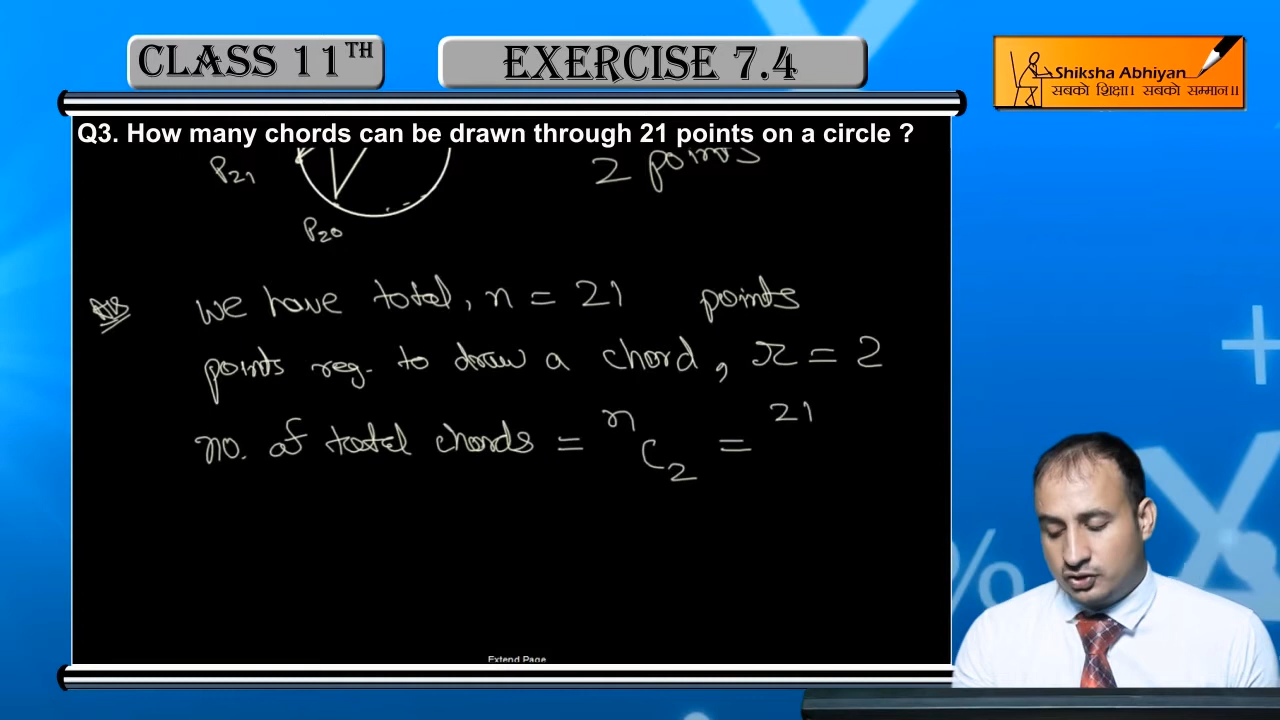 CLASS 11TH
EXERCISE 7.4
Shiksha Abhiyan
सबको शिक्षा। सबको सम्मान॥
Q3. How many chords can be drawn through 21 points on a circle ?
P21
2 points
P20
Ans
we have total, n = 21 points
points req. to draw a chord, r = 2
no. of total chords = nC2 = 21
Extend Page